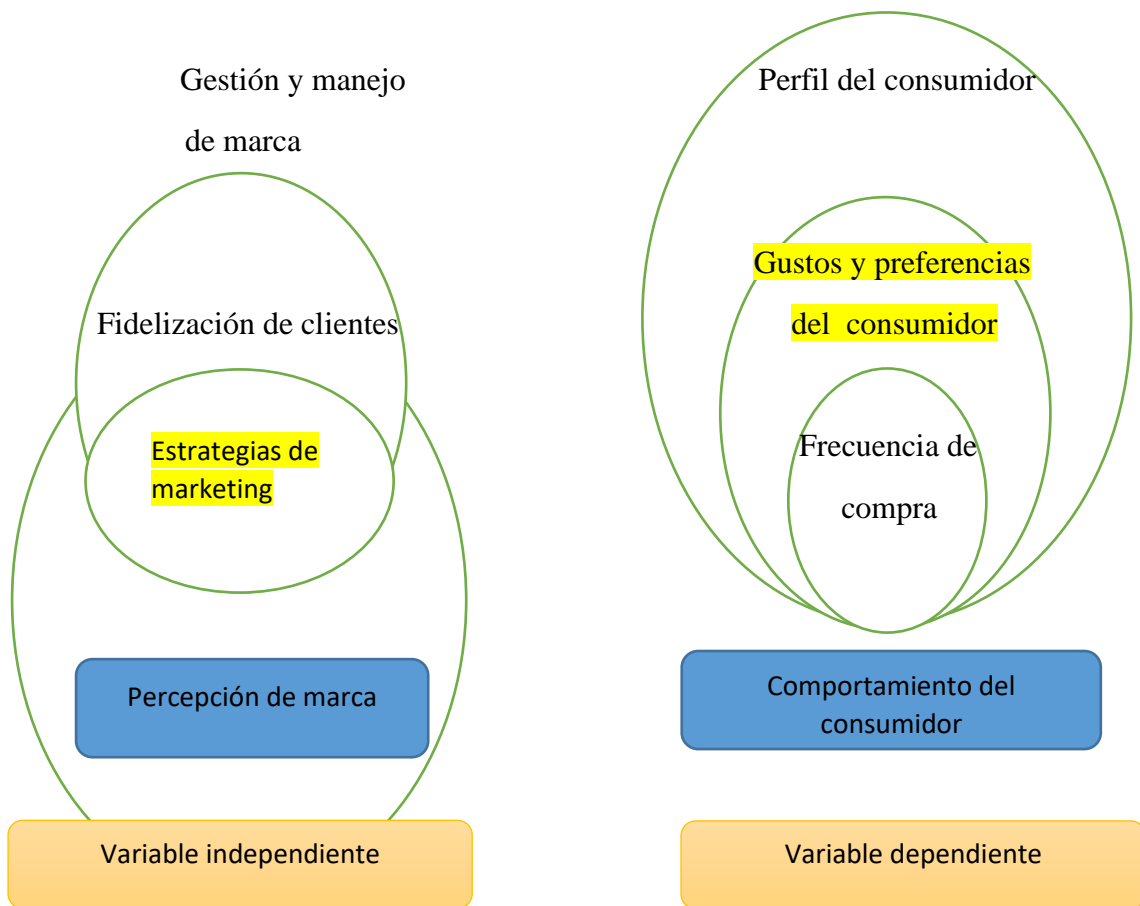 Gestión y manejo
de marca
Fidelización de clientes
Estrategias de
marketing
Percepción de marca
Variable independiente
Perfil del consumidor
Gustos y preferencias
del consumidor
Frecuencia de
compra
Comportamiento del
consumidor
Variable dependiente